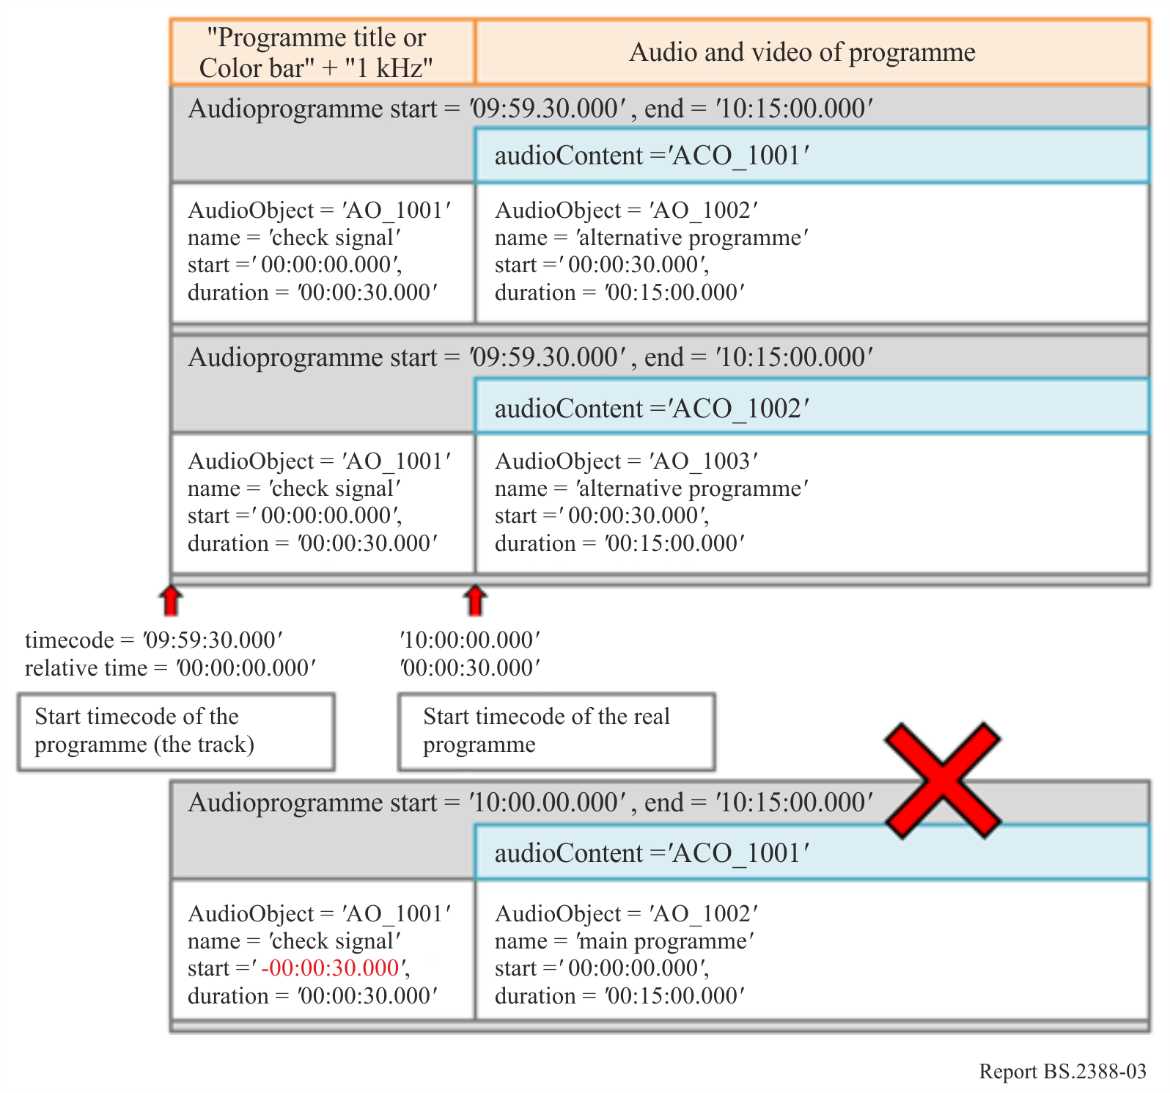 "Programme title or
Color bar" + "1 kHz"
Audio and video of programme
Audioprogramme start = '09:59.30.000' , end = '10:15:00.000'
audioContent ='ACO_1001'
AudioObject = 'AO_1001'
name = 'check signal'
start =' 00:00:00.000',
duration = '00:00:30.000'
AudioObject = 'AO_1002'
name = 'alternative programme'
start =' 00:00:30.000',
duration = '00:15:00.000'
Audioprogramme start = '09:59.30.000' , end = '10:15:00.000'
audioContent ='ACO_1002'
AudioObject = 'AO_1001'
name = 'check signal'
start =' 00:00:00.000',
duration = '00:00:30.000'
AudioObject = 'AO_1003'
name = 'alternative programme'
start =' 00:00:30.000',
duration = '00:15:00.000'
timecode = '09:59:30.000'
relative time = '00:00:00.000'
'10:00:00.000'
'00:00:30.000'
Start timecode of the
programme (the track)
Start timecode of the real
programme
Audioprogramme start = '10:00.00.000' , end = '10:15:00.000'
audioContent ='ACO_1001'
AudioObject = 'AO_1001'
name = 'check signal'
start =' -00:00:30.000',
duration = '00:00:30.000'
AudioObject = 'AO_1002'
name = 'main programme'
start =' 00:00:00.000',
duration = '00:15:00.000'
Report BS.2388-03